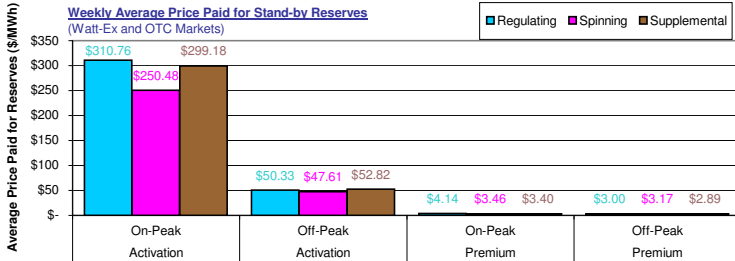 Weekly Average Price Paid for Stand-by Reserves
(Watt-Ex and OTC Markets)
Regulating Spinning Supplemental
Average Price Paid for Reserves ($/MWh)
$350
$300
$250
$200
$150
$100
$50
$-
$310.76 $250.48 $299.18
$50.33 $47.61 $52.82
$4.14 $3.46 $3.40
$3.00 $3.17 $2.89
On-Peak Off-Peak On-Peak Off-Peak
Activation Activation Premium Premium